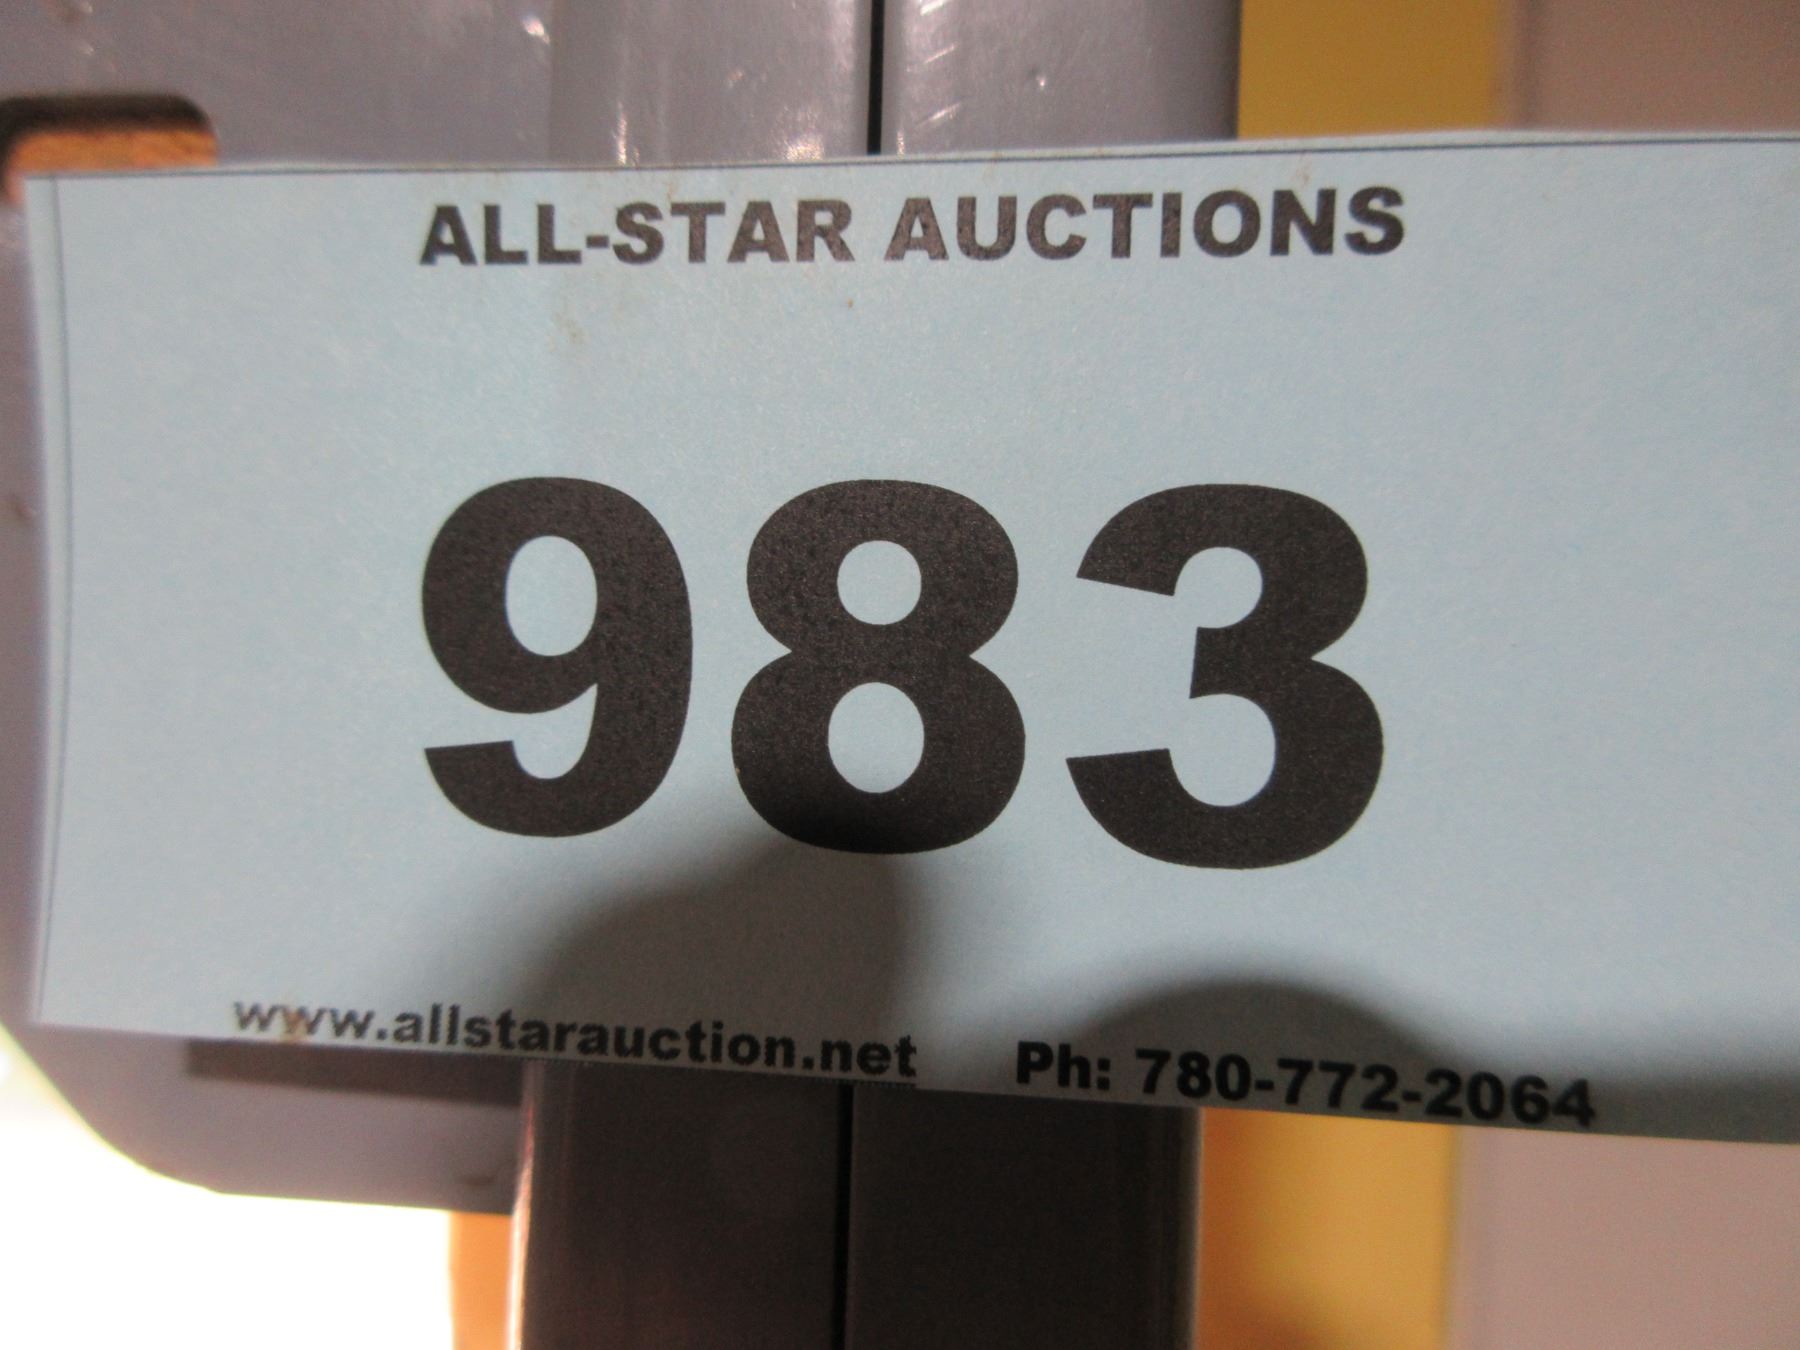 ALL-STAR AUCTIONS
983
www.allstarauction.net Ph: 780-772-2064